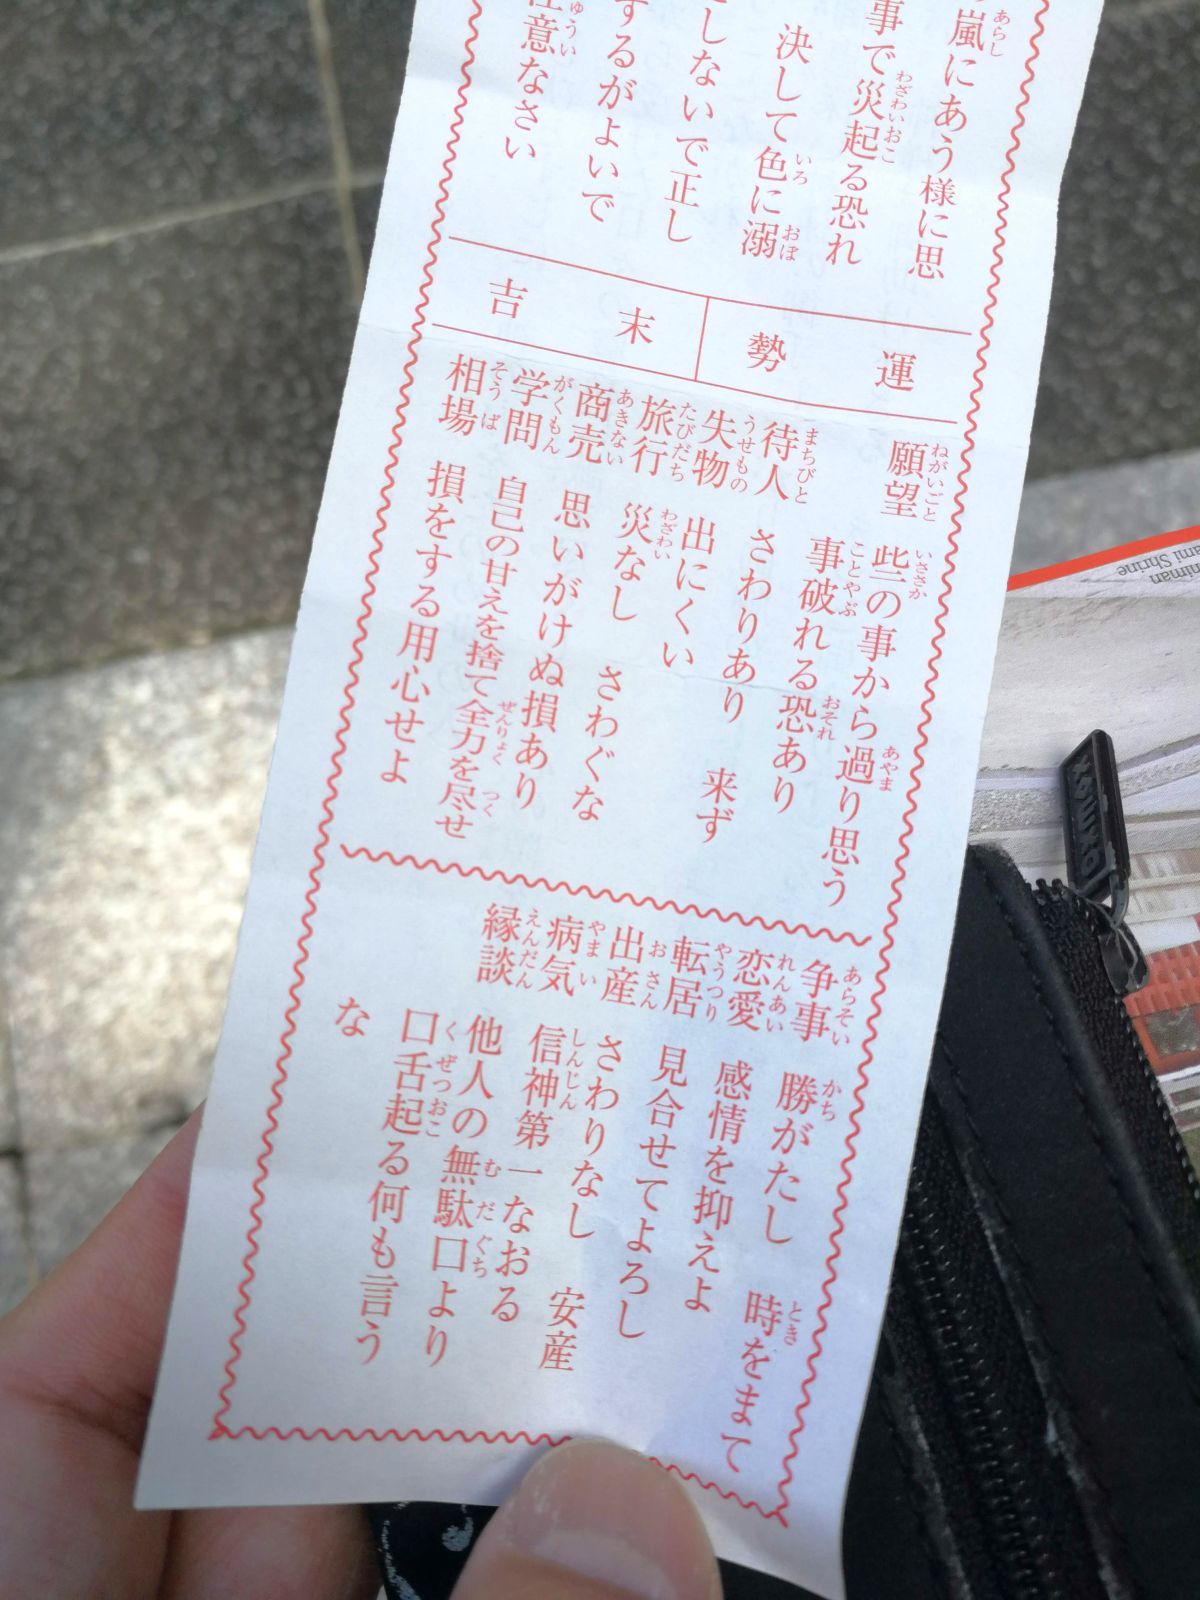 嵐にあう様に思
事で災起る恐れ
決して色に溺
しないで正し
するがよいで
注意なさい
運勢 末吉
願望 些の事から過り思う
事破れる恐あり
待人 さわりあり 来ず
失物 出にくい
旅行 災なし さわぐな
商売 思いがけぬ損あり
学問 自己の甘えを捨て全力を尽せ
相場 損をする用心せよ
争事 勝がたし 時をまて
恋愛 感情を抑えよ
転居 見合せてよろし
出産 さわりなし 安産
病気 信神第一なおる
縁談 他人の無駄口より
口舌起る何も言う
な
niman
ami Shrine